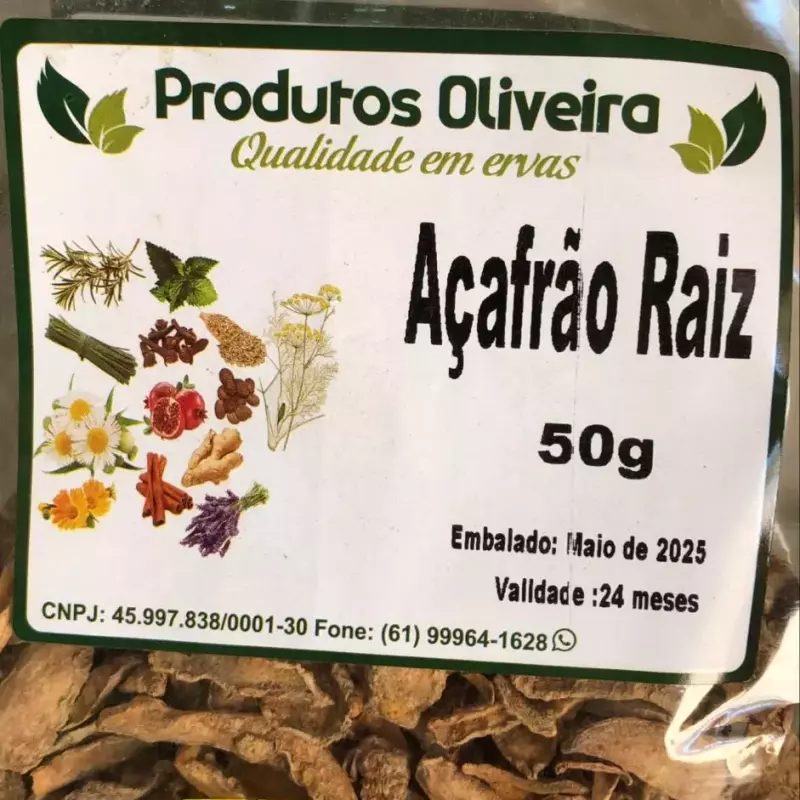 Produtos Oliveira
Qualidade em ervas
Açafrão Raiz
50g
Embalado: Maio de 2025
Validade :24 meses
CNPJ: 45.997.838/0001-30 Fone: (61) 99964-1628